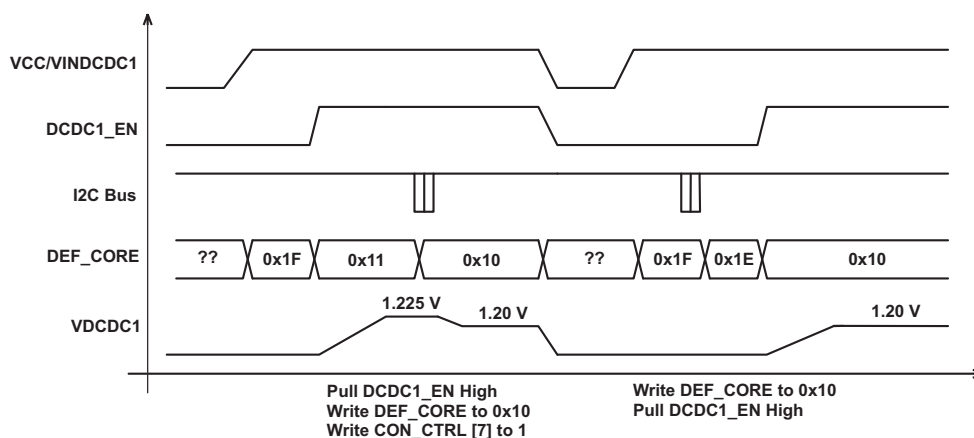 VCC/VINDCDC1
DCDC1_EN
I2C Bus
DEF_CORE
?? 0x1F 0x11 0x10 ?? 0x1F 0x1E 0x10
VDCDC1
1.225 V
1.20 V
1.20 V
Pull DCDC1_EN High
Write DEF_CORE to 0x10
Write CON_CTRL [7] to 1
Write DEF_CORE to 0x10
Pull DCDC1_EN High